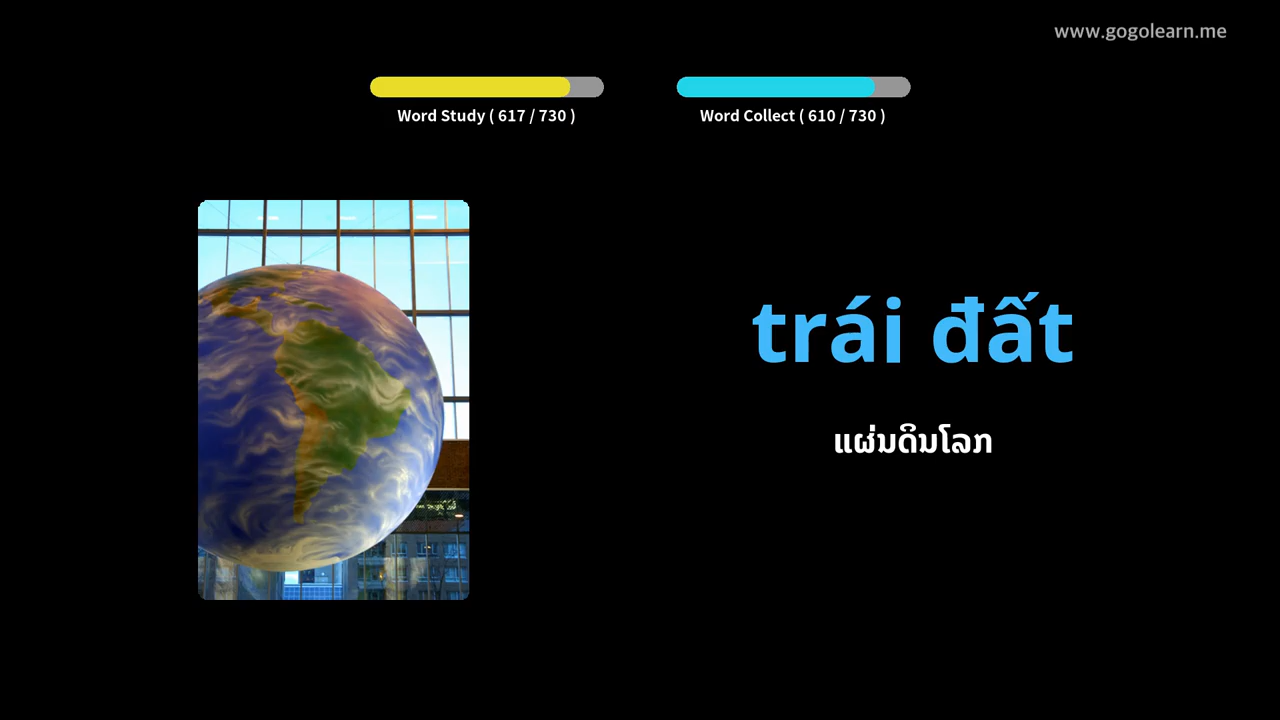 www.gogolearn.me
Word Study ( 617 / 730 )
Word Collect ( 610 / 730 )
trái đất
ແຜ່ນດິນໂລກ